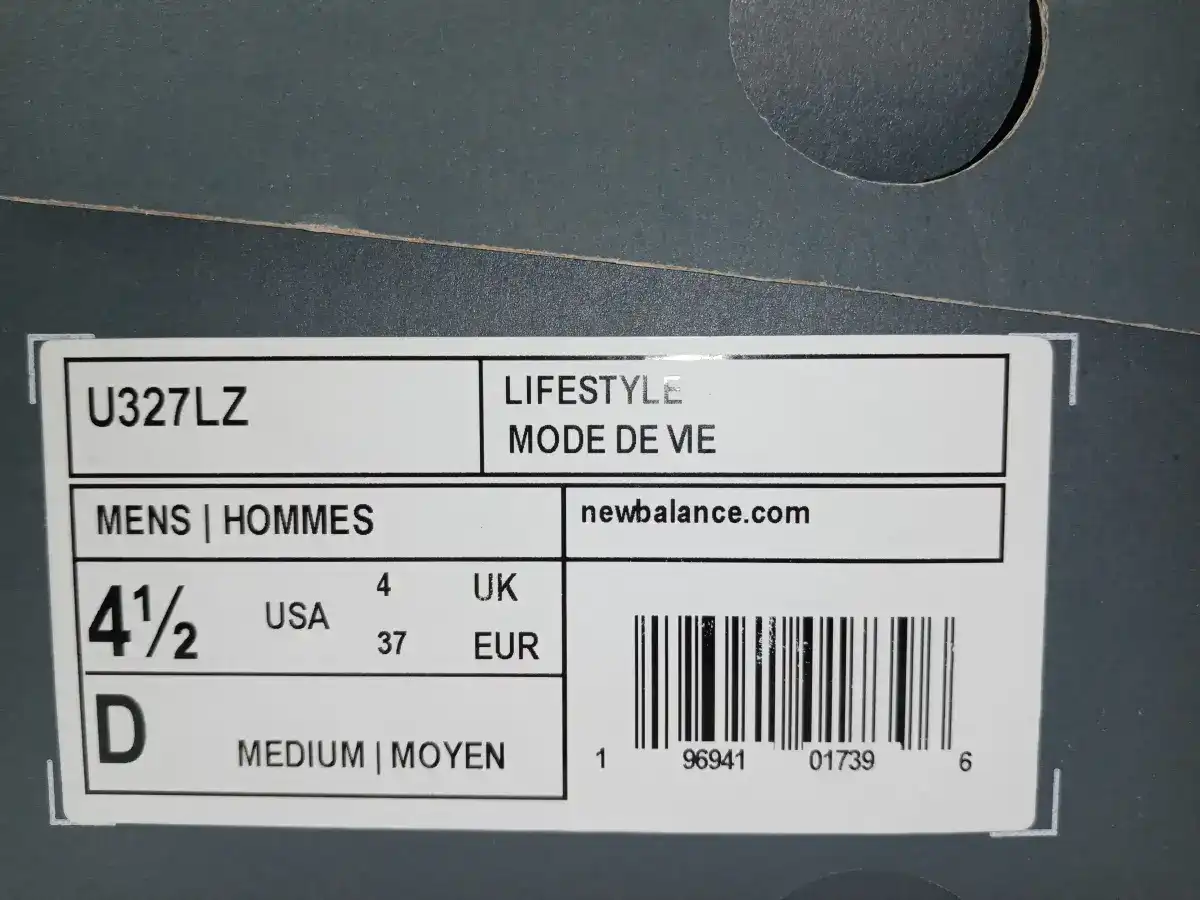 U327LZ
LIFESTYLE
MODE DE VIE
MENS | HOMMES
newbalance.com
4½ USA 4 UK
37 EUR
D MEDIUM | MOYEN
1 96941 01739 6